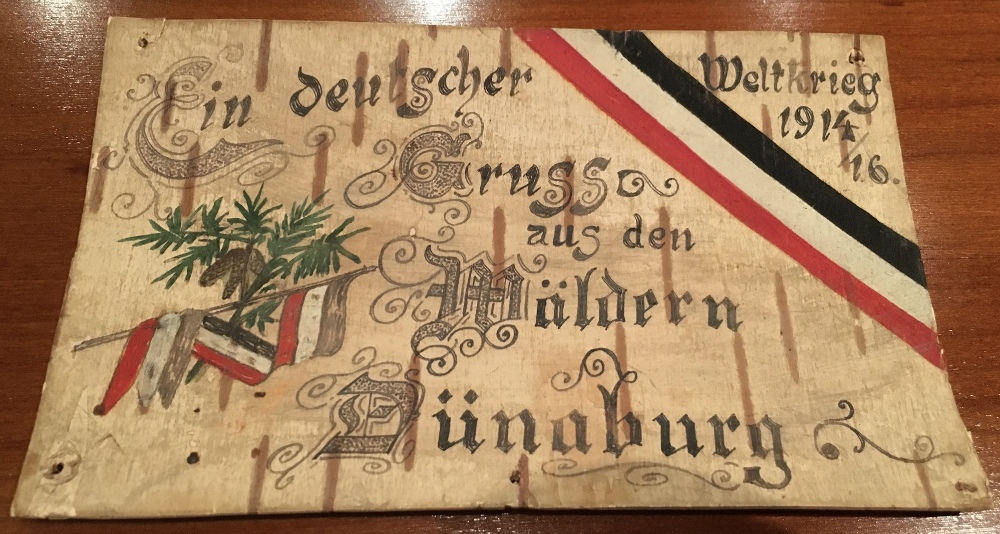 Ein deutscher
Gruss
aus den
Wäldern
Dünaburg
Weltkrieg
1914/
16.